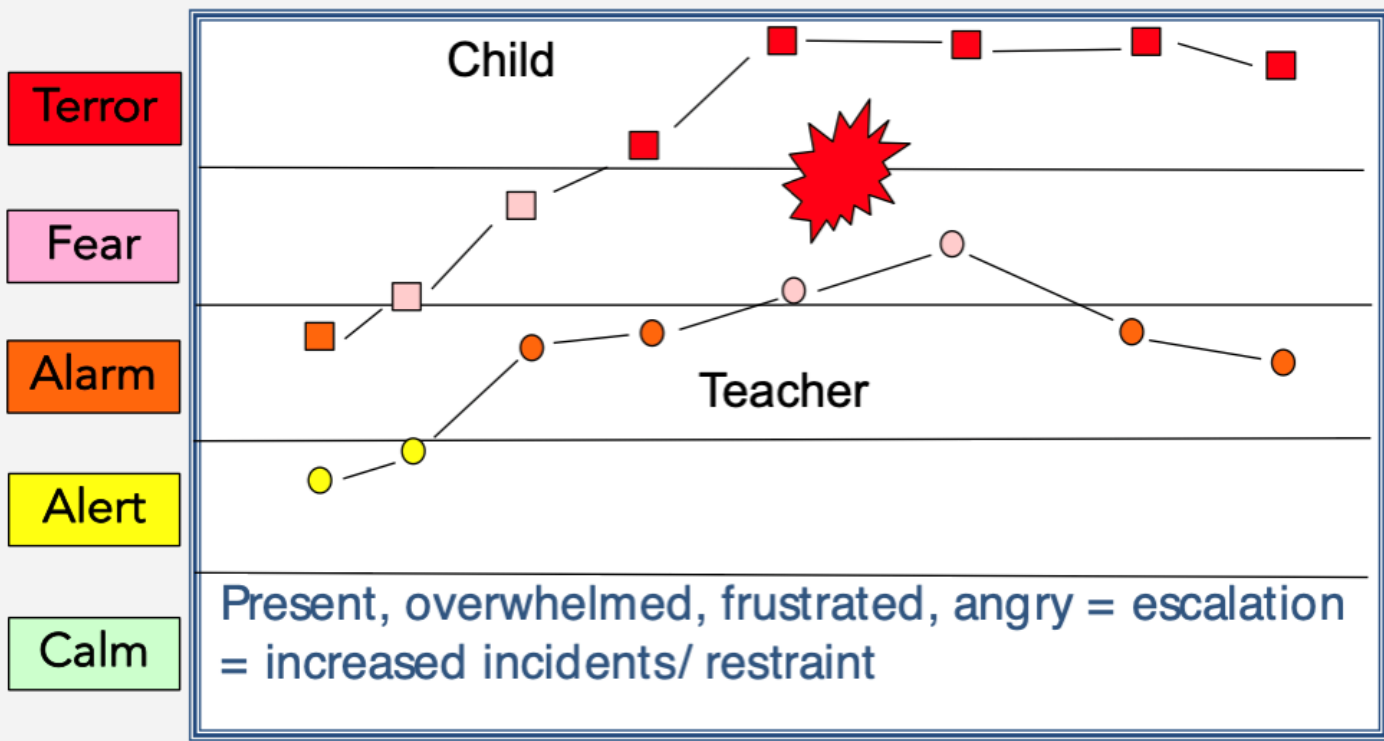 Child
Terror
Fear
Alarm
Teacher
Alert
Present, overwhelmed, frustrated, angry = escalation
= increased incidents/ restraint
Calm